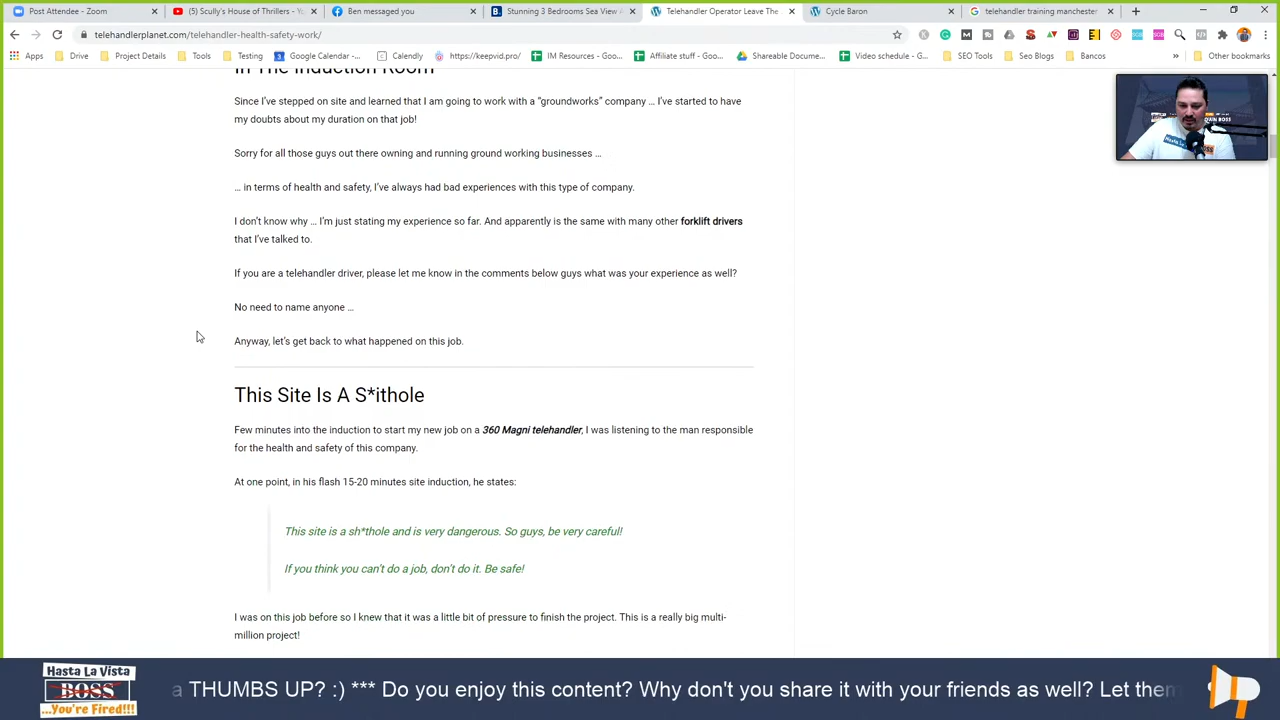 Post Attendee - Zoom
(5) Scully's House of Thrillers - Y
Ben messaged you
Stunning 3 Bedrooms Sea View A
Telehandler Operator Leave The
Cycle Baron
telehandler training manchester
telehandlerplanet.com/telehandler-health-safety-work/
Apps
Drive
Project Details
Tools
Testing
Google Calendar -...
Calendly
https://keepvid.pro/
IM Resources - Goo...
Affiliate stuff - Goog...
Shareable Docume...
Video schedule - G...
SEO Tools
Seo Blogs
Bancos
Other bookmarks
In The Induction Room
Since I've stepped on site and learned that I am going to work with a "groundworks" company … I've started to have
my doubts about my duration on that job!
Sorry for all those guys out there owning and running ground working businesses …
… in terms of health and safety, I've always had bad experiences with this type of company.
I don't know why … I'm just stating my experience so far. And apparently is the same with many other forklift drivers
that I've talked to.
If you are a telehandler driver, please let me know in the comments below guys what was your experience as well?
No need to name anyone …
Anyway, let's get back to what happened on this job.
This Site Is A S*ithole
Few minutes into the induction to start my new job on a 360 Magni telehandler, I was listening to the man responsible
for the health and safety of this company.
At one point, in his flash 15-20 minutes site induction, he states:
This site is a sh*thole and is very dangerous. So guys, be very careful!
If you think you can't do a job, don't do it. Be safe!
I was on this job before so I knew that it was a little bit of pressure to finish the project. This is a really big multi-
million project!
Hasta La Vista
BOSS
...You're Fired!!!
a THUMBS UP? :) *** Do you enjoy this content? Why don't you share it with your friends as well? Let them